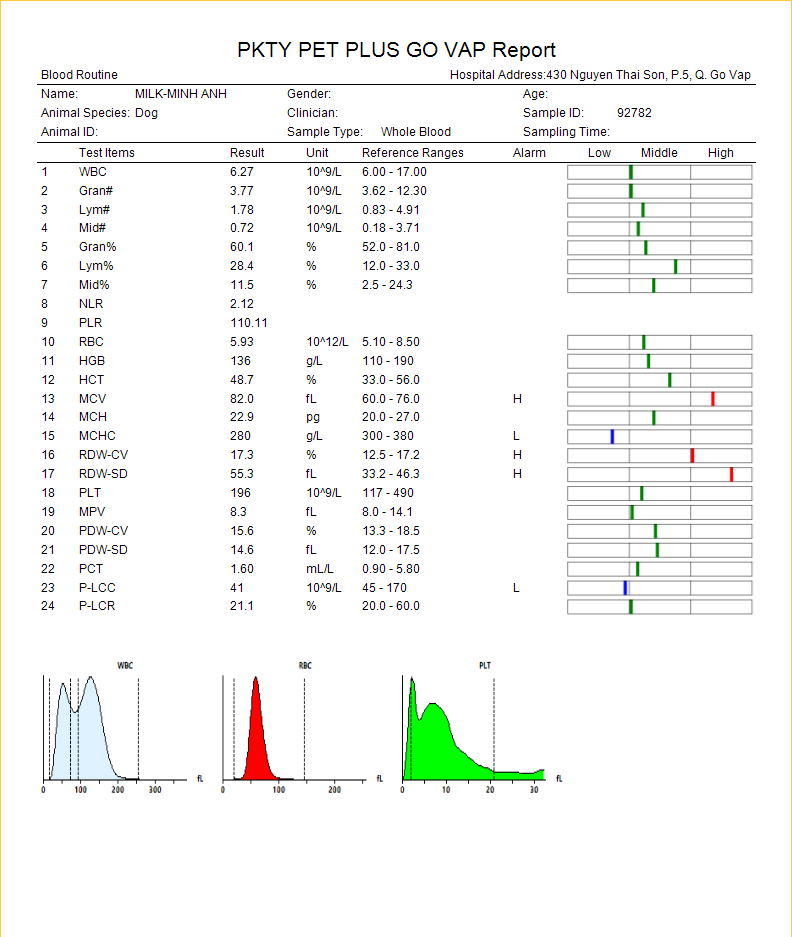 PKTY PET PLUS GO VAP Report
Blood Routine Hospital Address:430 Nguyen Thai Son, P.5, Q. Go Vap
Name: MILK-MINH ANH Gender: Age:
Animal Species: Dog Clinician: Sample ID: 92782
Animal ID: Sample Type: Whole Blood Sampling Time:
Test Items Result Unit Reference Ranges Alarm Low Middle High
1 WBC 6.27 10^9/L 6.00 - 17.00
2 Gran# 3.77 10^9/L 3.62 - 12.30
3 Lym# 1.78 10^9/L 0.83 - 4.91
4 Mid# 0.72 10^9/L 0.18 - 3.71
5 Gran% 60.1 % 52.0 - 81.0
6 Lym% 28.4 % 12.0 - 33.0
7 Mid% 11.5 % 2.5 - 24.3
8 NLR 2.12
9 PLR 110.11
10 RBC 5.93 10^12/L 5.10 - 8.50
11 HGB 136 g/L 110 - 190
12 HCT 48.7 % 33.0 - 56.0
13 MCV 82.0 fL 60.0 - 76.0 H
14 MCH 22.9 pg 20.0 - 27.0
15 MCHC 280 g/L 300 - 380 L
16 RDW-CV 17.3 % 12.5 - 17.2 H
17 RDW-SD 55.3 fL 33.2 - 46.3 H
18 PLT 196 10^9/L 117 - 490
19 MPV 8.3 fL 8.0 - 14.1
20 PDW-CV 15.6 % 13.3 - 18.5
21 PDW-SD 14.6 fL 12.0 - 17.5
22 PCT 1.60 mL/L 0.90 - 5.80
23 P-LCC 41 10^9/L 45 - 170 L
24 P-LCR 21.1 % 20.0 - 60.0
WBC RBC PLT
fL fL fL
0 100 200 300 0 100 200 0 10 20 30